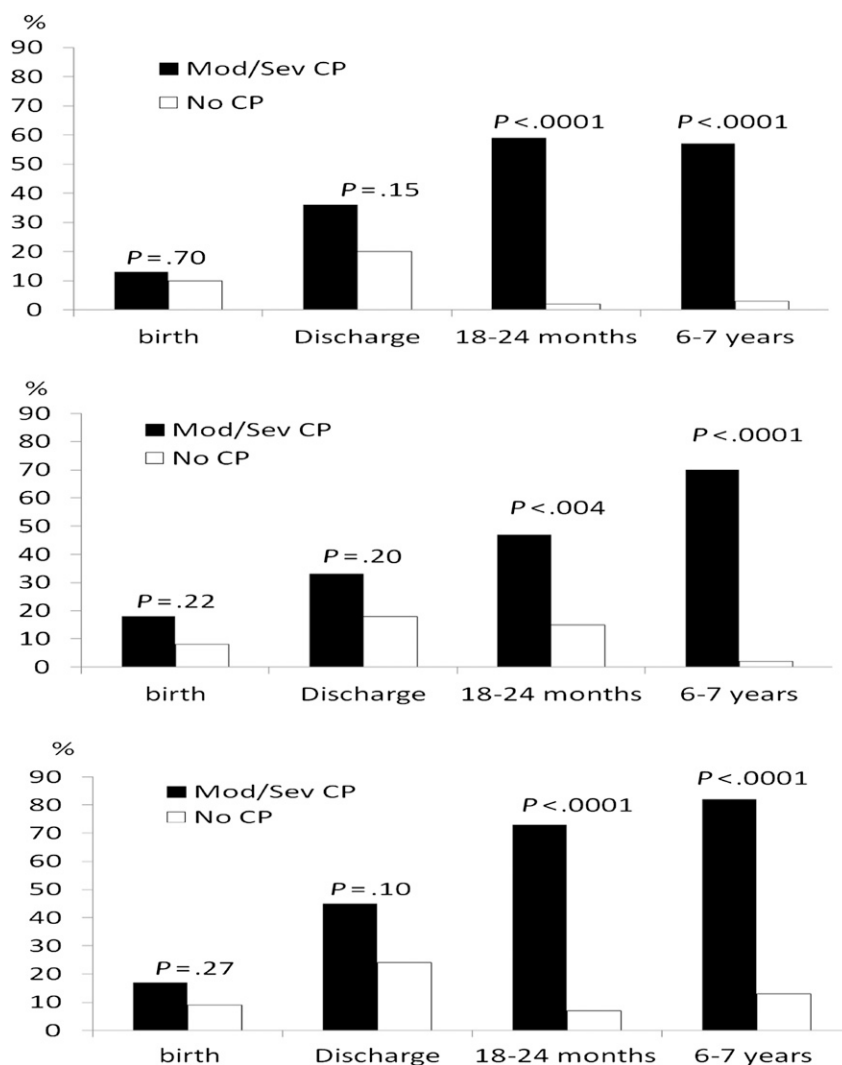 %
90
80
70
60
50
40
30
20
10
0
Mod/Sev CP
No CP
P=.70
P=.15
P<.0001
P<.0001
birth
Discharge
18-24 months
6-7 years
%
90
80
70
60
50
40
30
20
10
0
Mod/Sev CP
No CP
P=.22
P=.20
P<.004
P<.0001
birth
Discharge
18-24 months
6-7 years
%
90
80
70
60
50
40
30
20
10
0
Mod/Sev CP
No CP
P=.27
P=.10
P<.0001
P<.0001
birth
Discharge
18-24 months
6-7 years